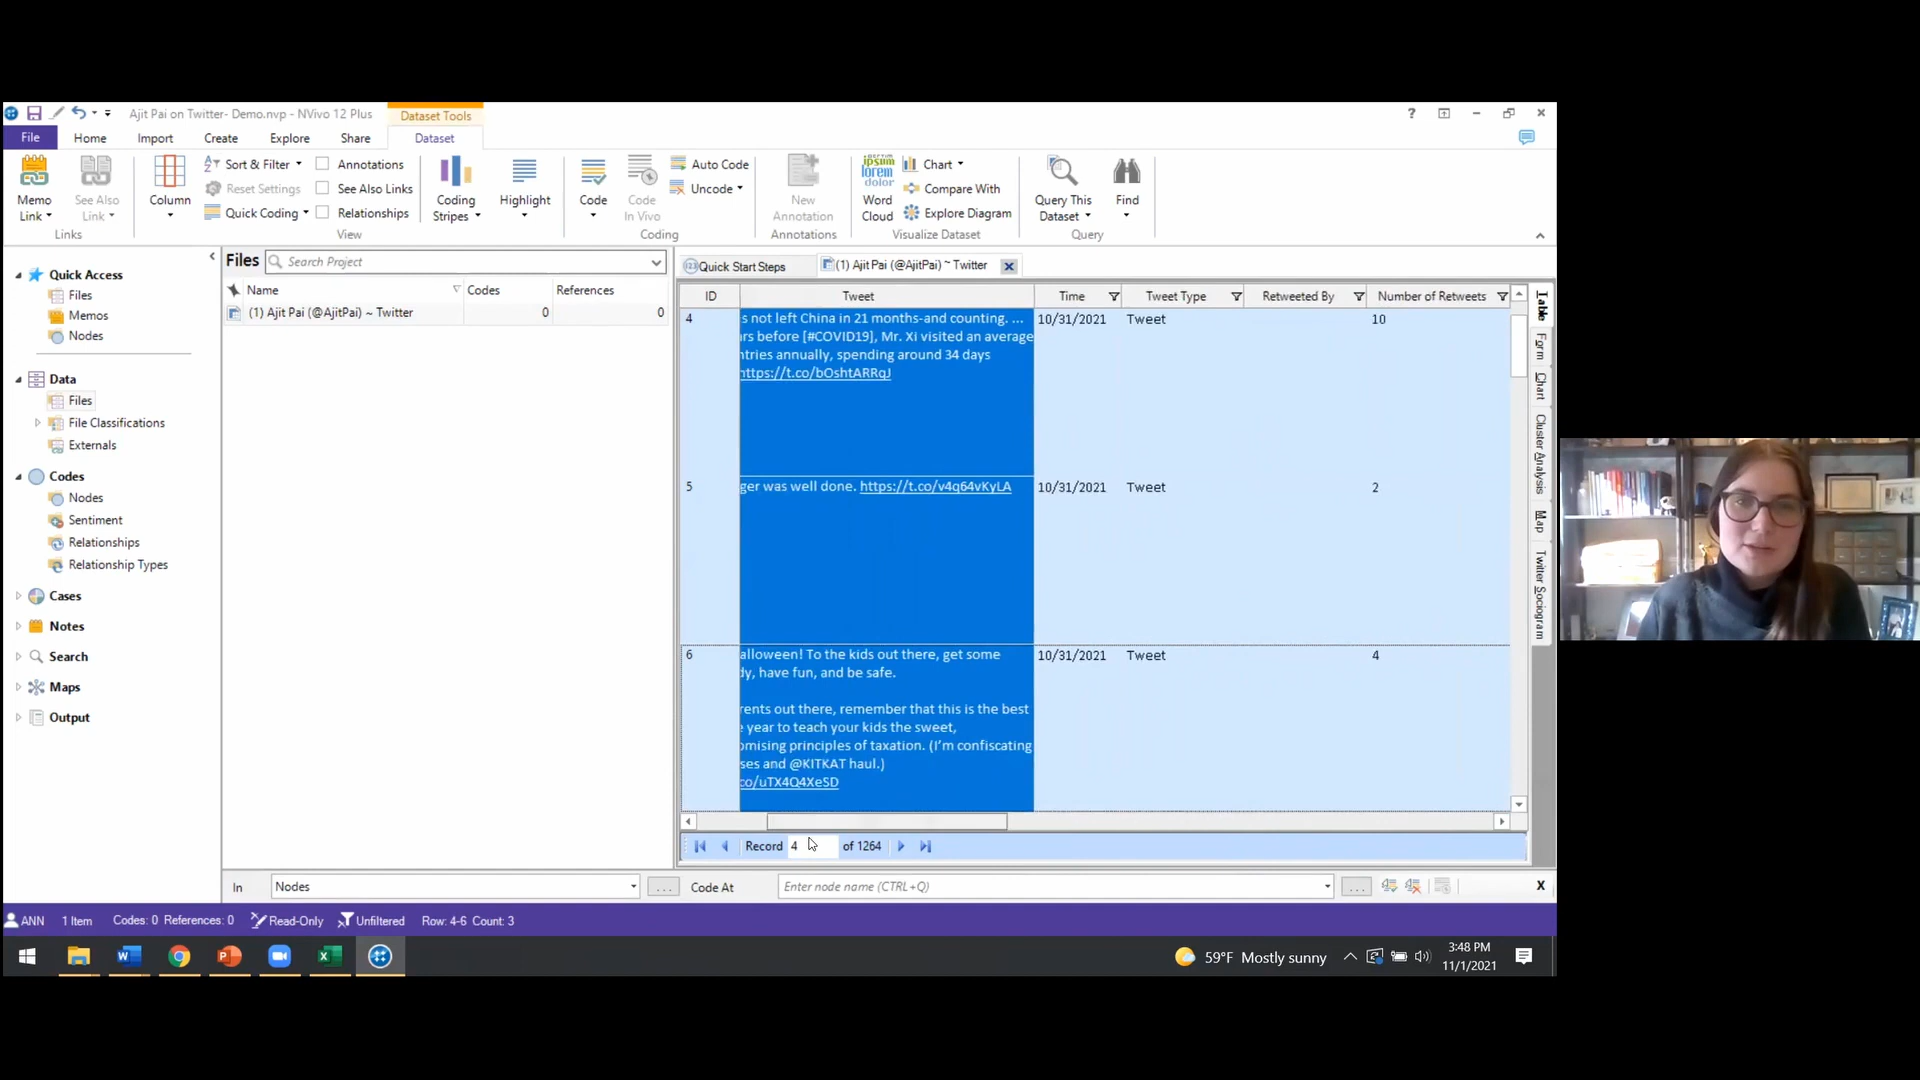 Ajit Pai on Twitter- Demo.nvp - NVivo 12 Plus
Dataset Tools
?
File
Home
Import
Create
Explore
Share
Dataset
Memo Link
See Also Link
Links
Column
Sort & Filter
Reset Settings
Quick Coding
Annotations
See Also Links
Relationships
View
Coding Stripes
Highlight
Code
Code In Vivo
Auto Code
Uncode
Coding
New Annotation
Annotations
Word Cloud
Chart
Compare With
Explore Diagram
Visualize Dataset
Query This Dataset
Find
Query
Quick Access
Files
Memos
Nodes
Data
Files
File Classifications
Externals
Codes
Nodes
Sentiment
Relationships
Relationship Types
Cases
Notes
Search
Maps
Output
Files
Search Project
Name Codes References
(1) Ajit Pai (@AjitPai) ~ Twitter 0 0
Quick Start Steps
(1) Ajit Pai (@AjitPai) ~ Twitter
ID Tweet Time Tweet Type Retweeted By Number of Retweets
4 s not left China in 21 months-and counting. ... 10/31/2021 Tweet 10
rs before [#COVID19], Mr. Xi visited an average
ntries annually, spending around 34 days
https://t.co/bOshtARRqJ
5 ger was well done. https://t.co/v4q64vKyLA 10/31/2021 Tweet 2
6 alloween! To the kids out there, get some 10/31/2021 Tweet 4
dy, have fun, and be safe.
rents out there, remember that this is the best
e year to teach your kids the sweet,
omising principles of taxation. (I'm confiscating
ses and @KITKAT haul.)
co/uTX4Q4XeSD
Table
Form
Chart
Cluster Analysis
Map
Twitter Sociogram
Record 4 of 1264
In Nodes ... Code At Enter node name (CTRL+Q) ... X
ANN 1 Item Codes: 0 References: 0 Read-Only Unfiltered Row: 4-6 Count: 3
59°F Mostly sunny
3:48 PM
11/1/2021